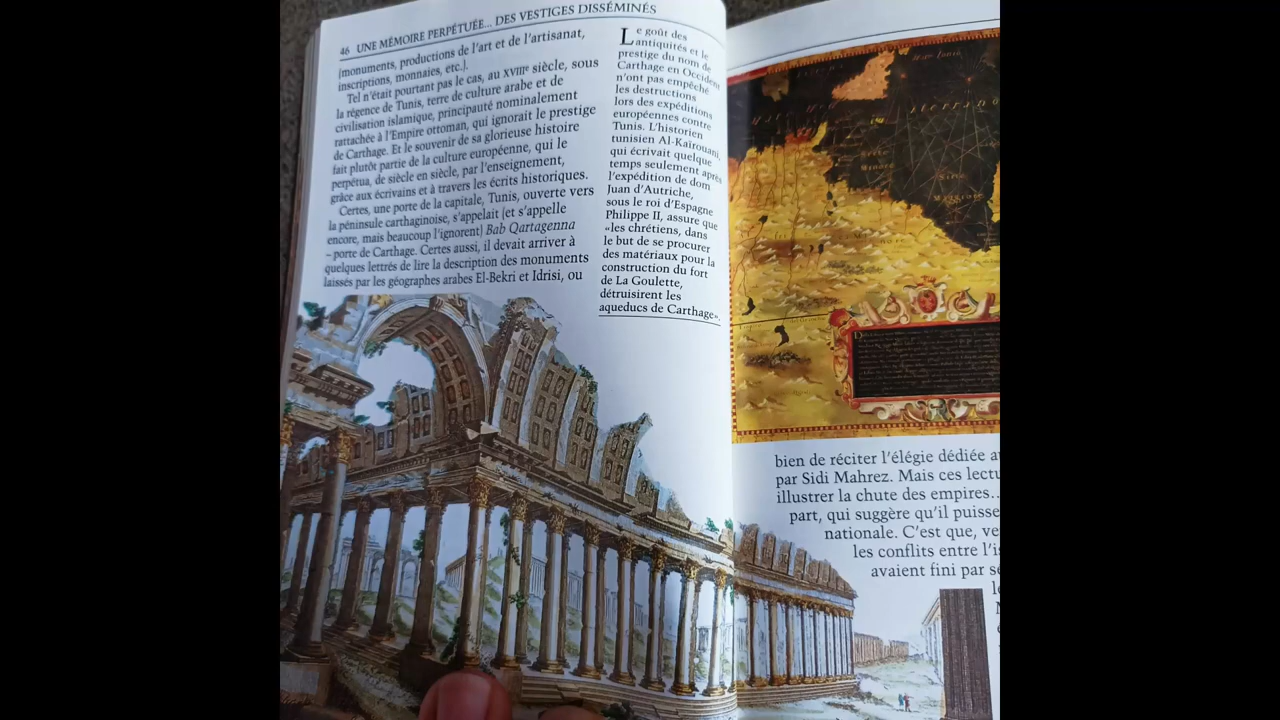 46 UNE MÉMOIRE PERPÉTUÉE... DES VESTIGES DISSÉMINÉS
(monuments, productions de l'art et de l'artisanat,
inscriptions, monnaies, etc.).
Tel n'était pourtant pas le cas, au XVIIIe siècle, sous
la régence de Tunis, terre de culture arabe et de
civilisation islamique, principauté nominalement
rattachée à l'Empire ottoman, qui ignorait le prestige
de Carthage. Et le souvenir de sa glorieuse histoire
fait plutôt partie de la culture européenne, qui le
perpétua, de siècle en siècle, par l'enseignement,
grâce aux écrivains et à travers les écrits historiques.
Certes, une porte de la capitale, Tunis, ouverte vers
la péninsule carthaginoise, s'appelait (et s'appelle
encore, mais beaucoup l'ignorent) Bab Qartagenna
– porte de Carthage. Certes aussi, il devait arriver à
quelques lettrés de lire la description des monuments
laissés par les géographes arabes El-Bekri et Idrisi, ou
Le goût des
antiquités et le
prestige du nom de
Carthage en Occident
n'ont pas empêché
les destructions
lors des expéditions
européennes contre
Tunis. L'historien
tunisien Al-Kairouani,
qui écrivait quelque
temps seulement après
l'expédition de dom
Juan d'Autriche,
sous le roi d'Espagne
Philippe II, assure que
«les chrétiens, dans
le but de se procurer
des matériaux pour la
construction du fort
de La Goulette,
détruisirent les
aqueducs de Carthage».
bien de réciter l'élégie dédiée a
par Sidi Mahrez. Mais ces lectu
illustrer la chute des empires..
part, qui suggère qu'il puisse
nationale. C'est que, ve
les conflits entre l'i
avaient fini par se